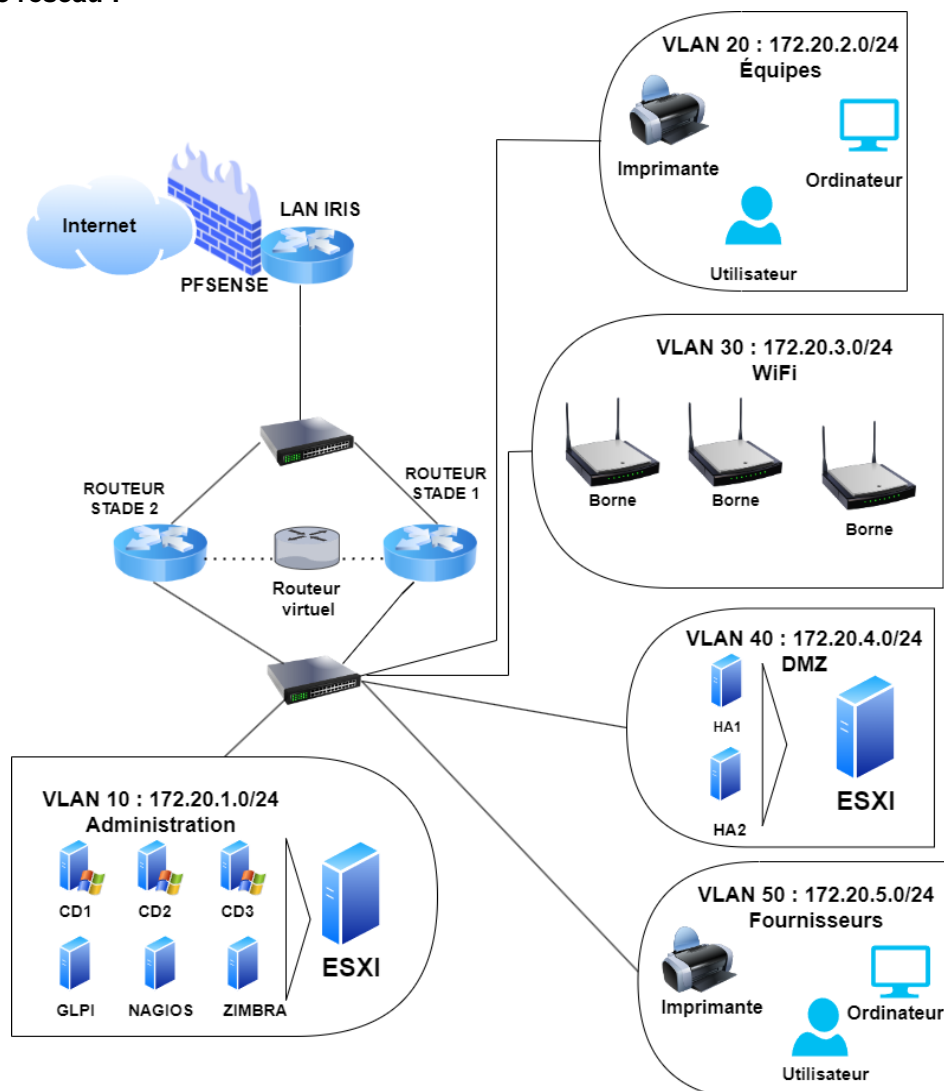 VLAN 20 : 172.20.2.0/24
Équipes
Imprimante
Ordinateur
Utilisateur
Internet
LAN IRIS
PFSENSE
VLAN 30 : 172.20.3.0/24
WiFi
Borne
Borne
Borne
ROUTEUR
STADE 2
ROUTEUR
STADE 1
Routeur
virtuel
VLAN 40 : 172.20.4.0/24
DMZ
HA1
HA2
ESXI
VLAN 10 : 172.20.1.0/24
Administration
CD1
CD2
CD3
GLPI
NAGIOS
ZIMBRA
ESXI
VLAN 50 : 172.20.5.0/24
Fournisseurs
Imprimante
Ordinateur
Utilisateur